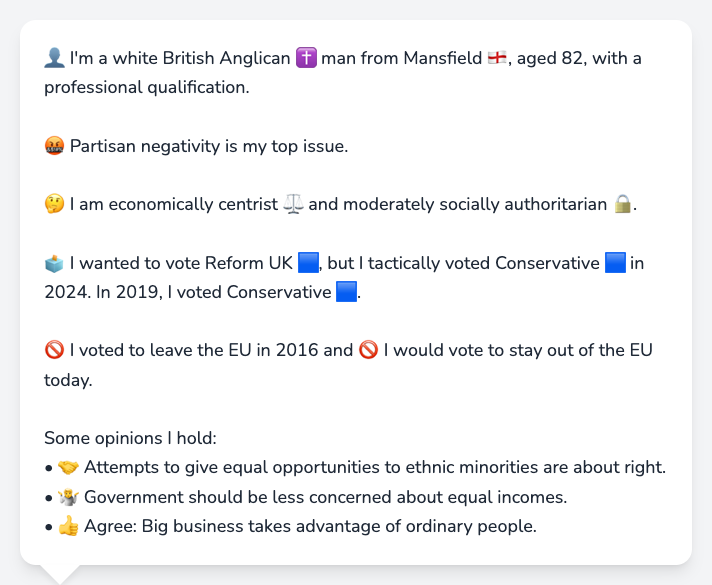 👤 I'm a white British Anglican ✝️ man from Mansfield 🏴󠁧󠁢󠁥󠁮󠁧󠁿, aged 82, with a
professional qualification.
🤬 Partisan negativity is my top issue.
🤔 I am economically centrist ⚖️ and moderately socially authoritarian 🔒.
🗳️ I wanted to vote Reform UK 🟦, but I tactically voted Conservative 🟦 in
2024. In 2019, I voted Conservative 🟦.
🚫 I voted to leave the EU in 2016 and 🚫 I would vote to stay out of the EU
today.
Some opinions I hold:
• 🤝 Attempts to give equal opportunities to ethnic minorities are about right.
• 🤷 Government should be less concerned about equal incomes.
• 👍 Agree: Big business takes advantage of ordinary people.